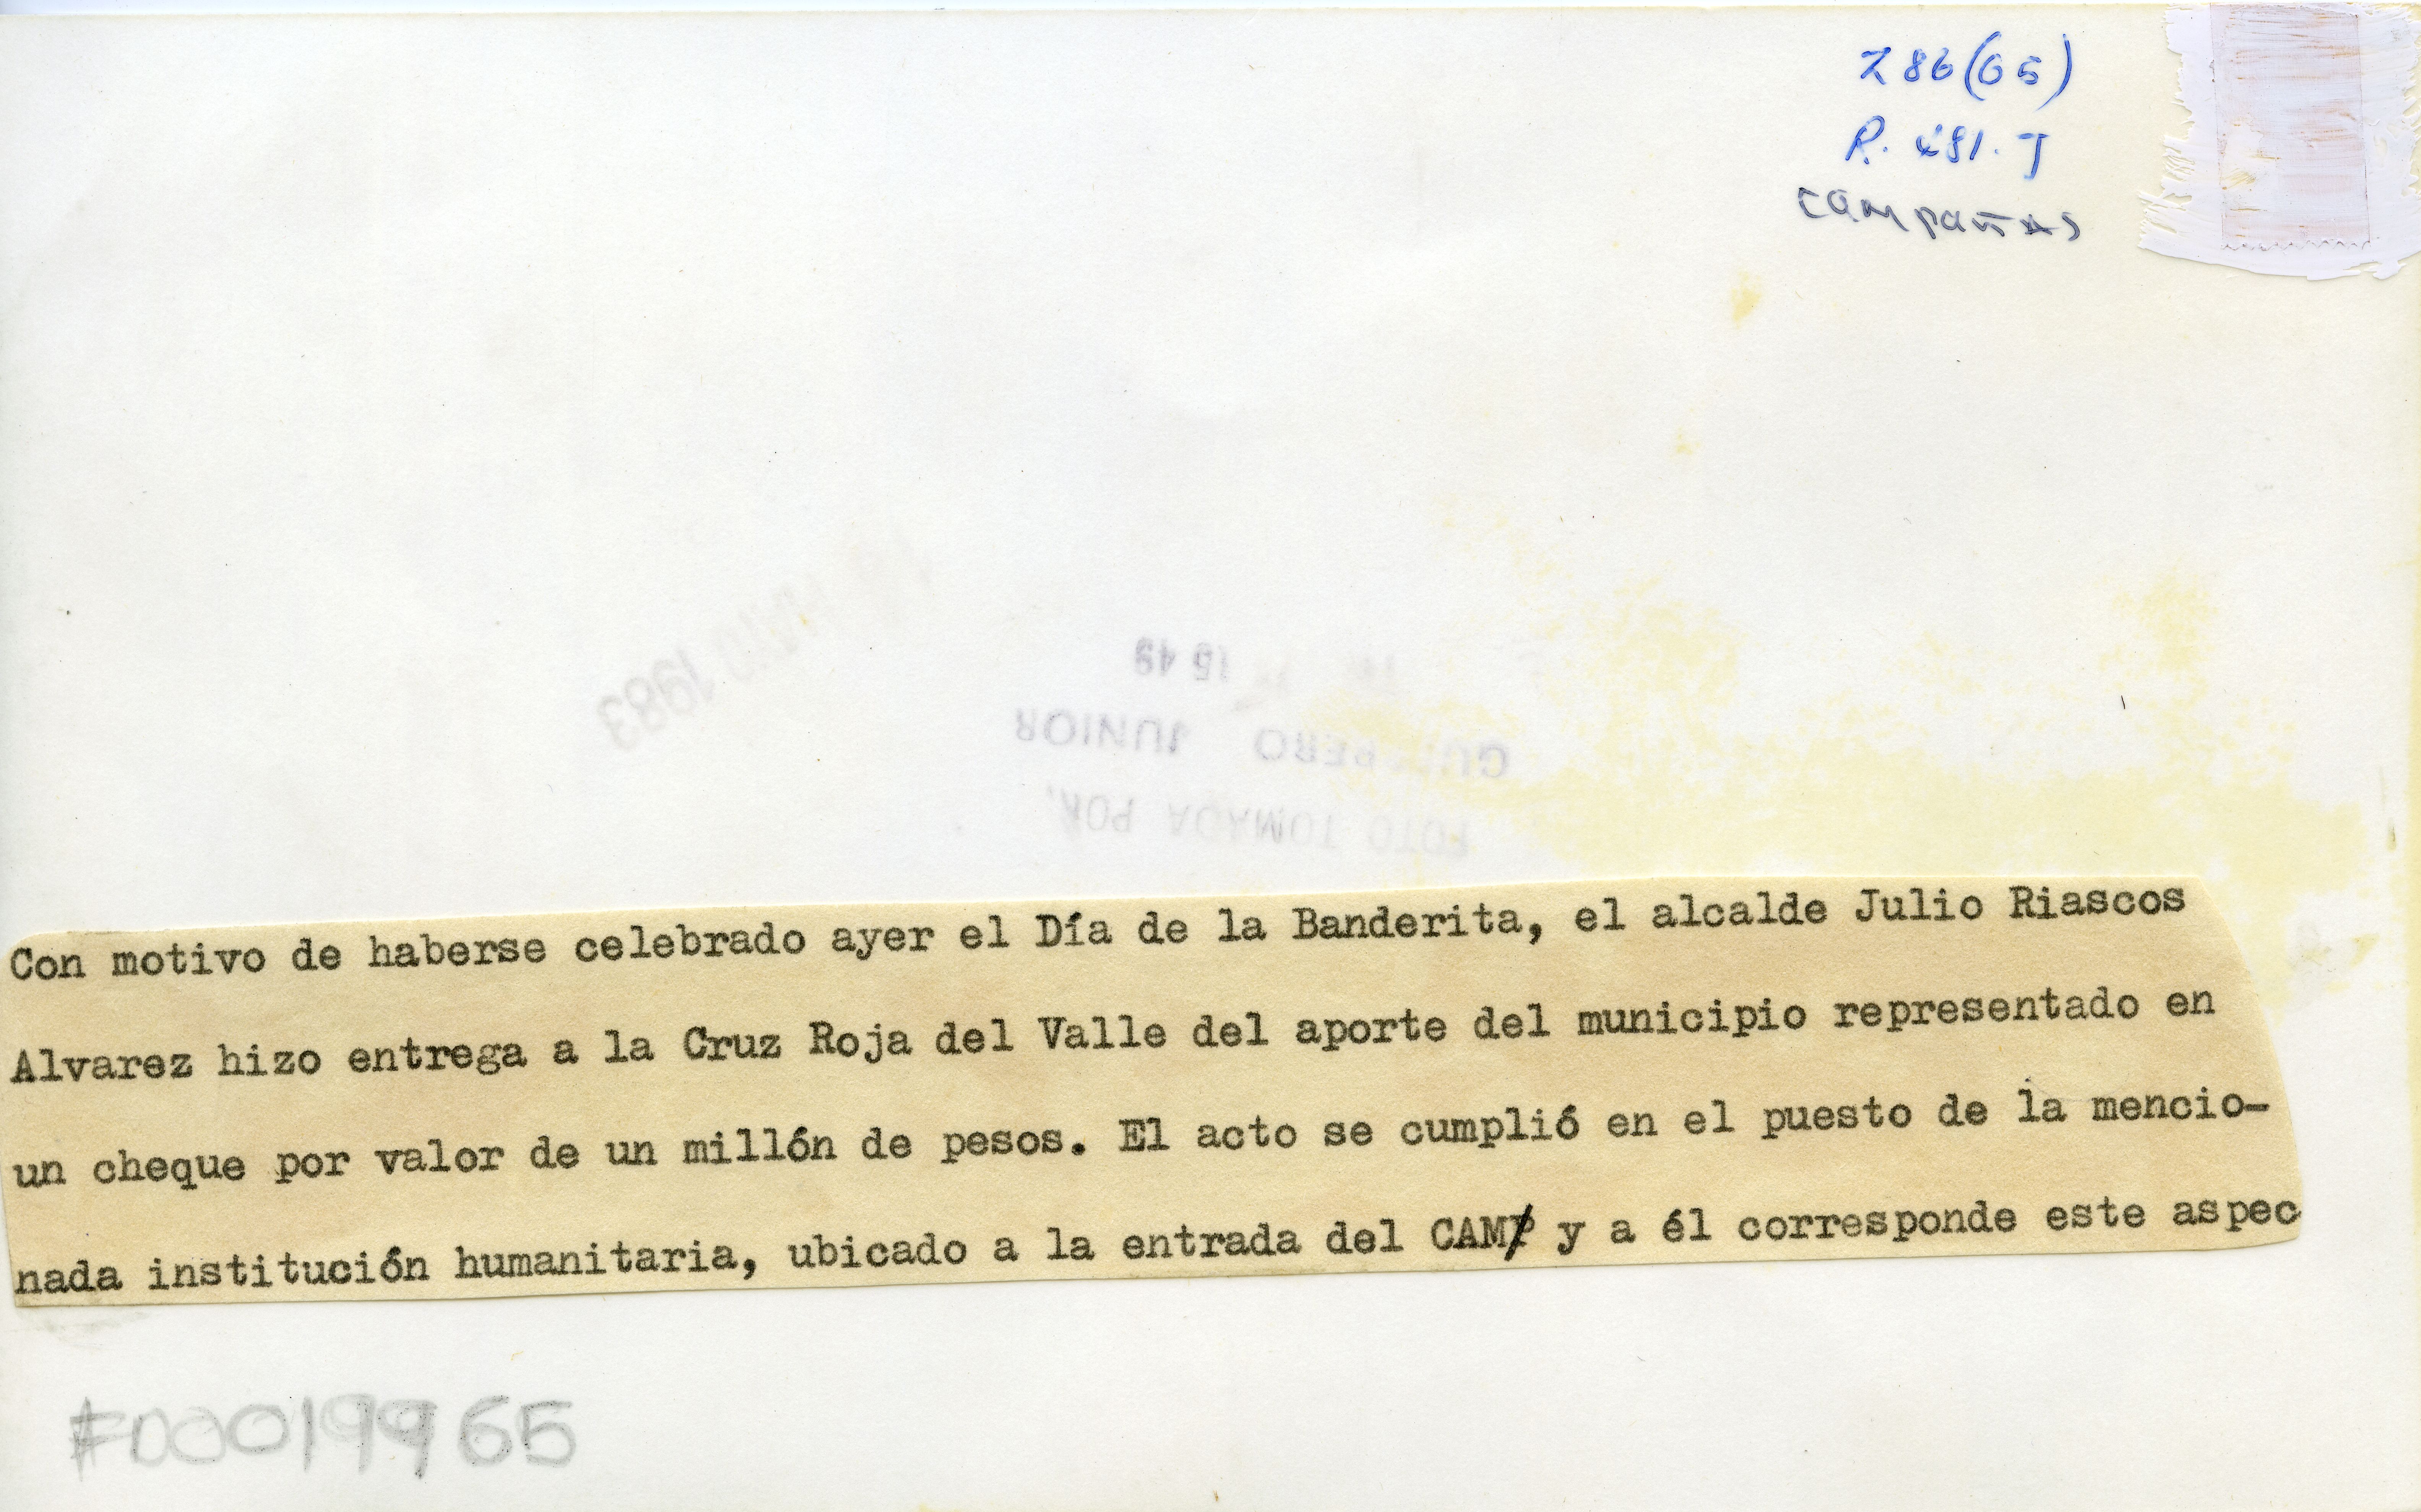 286(65)
R.
campañas
1983
15 49
JUNIOR
FOTO TOMADA POR.
Con motivo de haberse celebrado ayer el Día de la Banderita, el alcalde Julio Riascos
Alvarez hizo entrega a la Cruz Roja del Valle del aporte del municipio representado en
un cheque por valor de un millón de pesos. El acto se cumplió en el puesto de la mencio-
nada institución humanitaria, ubicado a la entrada del CAM y a él corresponde este aspec
F00019965